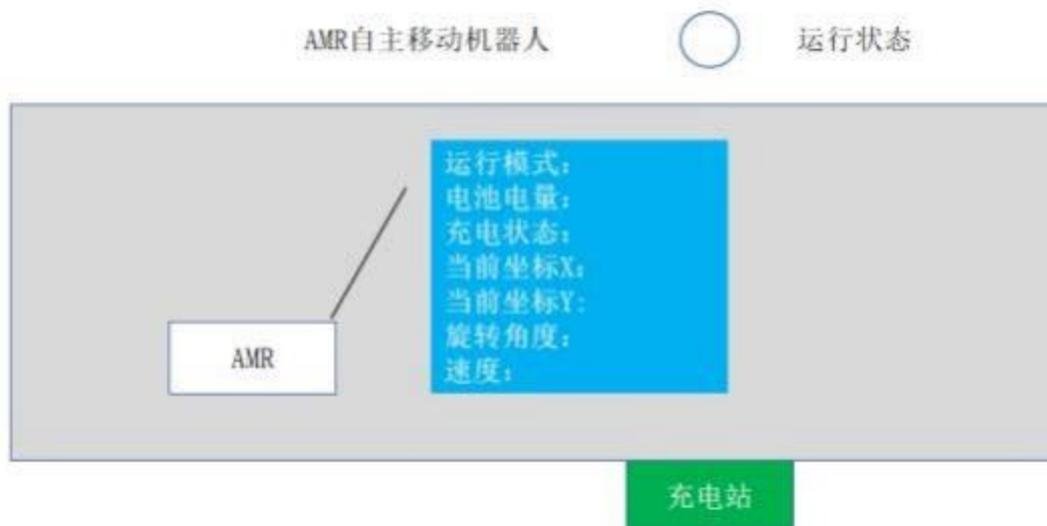 AMR自主移动机器人 运行状态
运行模式：
电池电量：
充电状态：
当前坐标X：
当前坐标Y:
旋转角度：
速度：
AMR
充电站